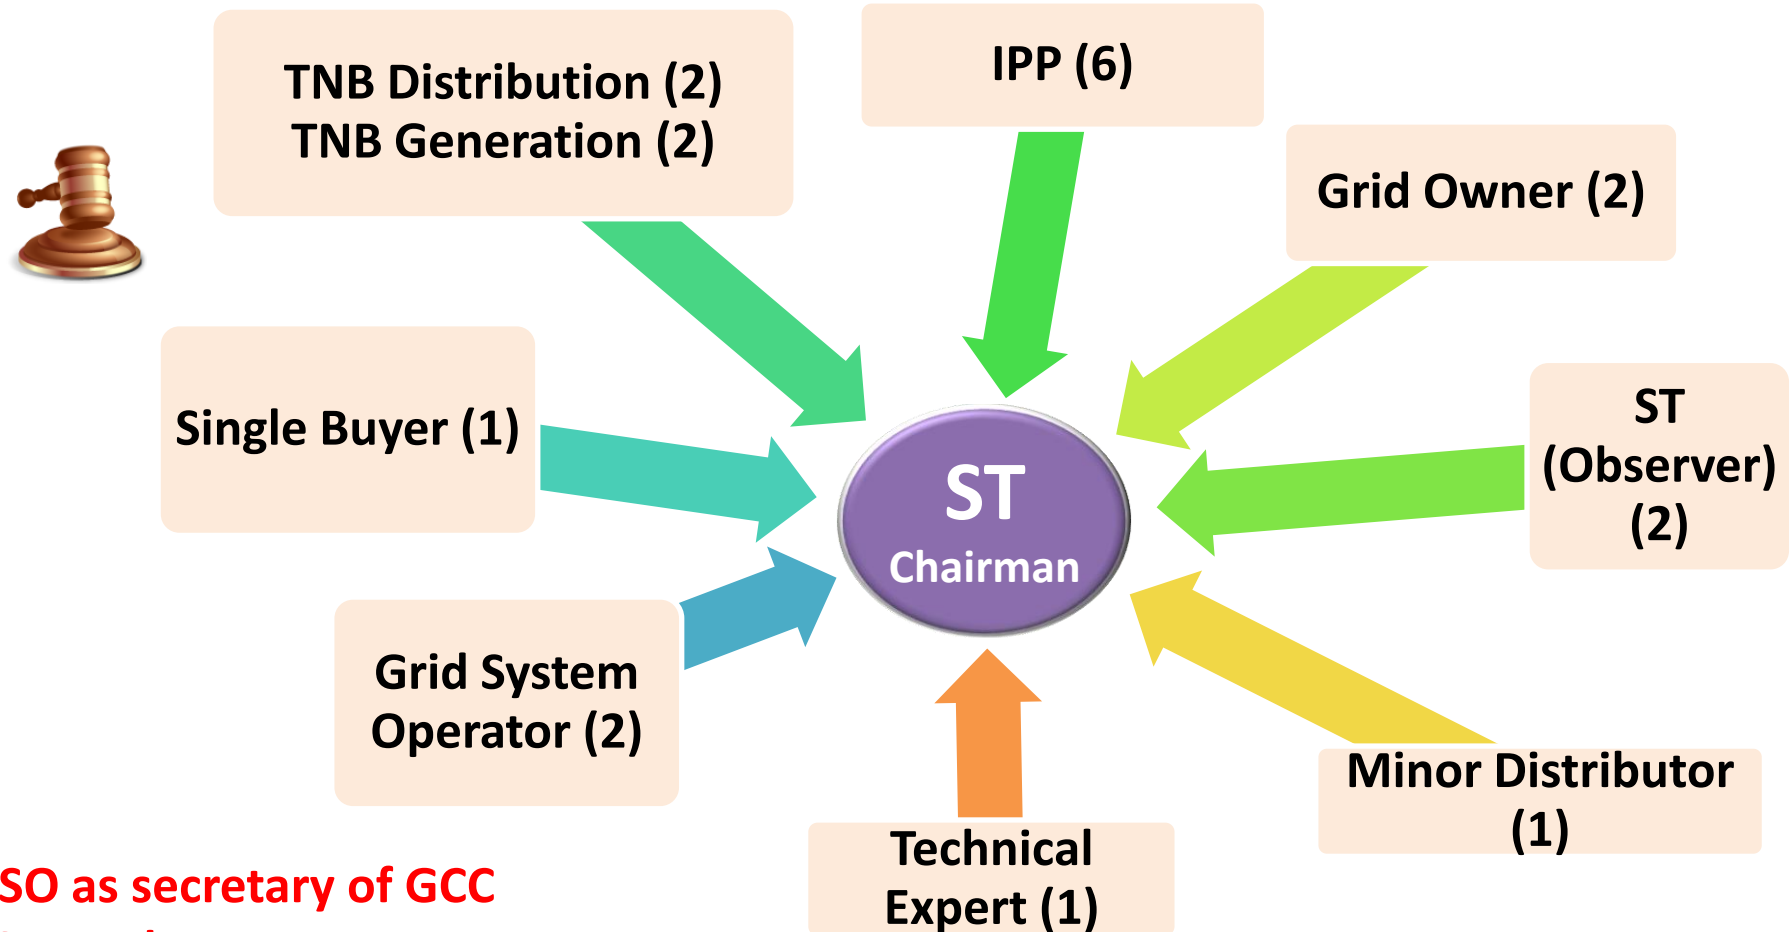 TNB Distribution (2)
TNB Generation (2)
IPP (6)
Grid Owner (2)
Single Buyer (1)
ST
(Observer)
(2)
ST
Chairman
Grid System
Operator (2)
Minor Distributor
(1)
Technical
Expert (1)
SO as secretary of GCC